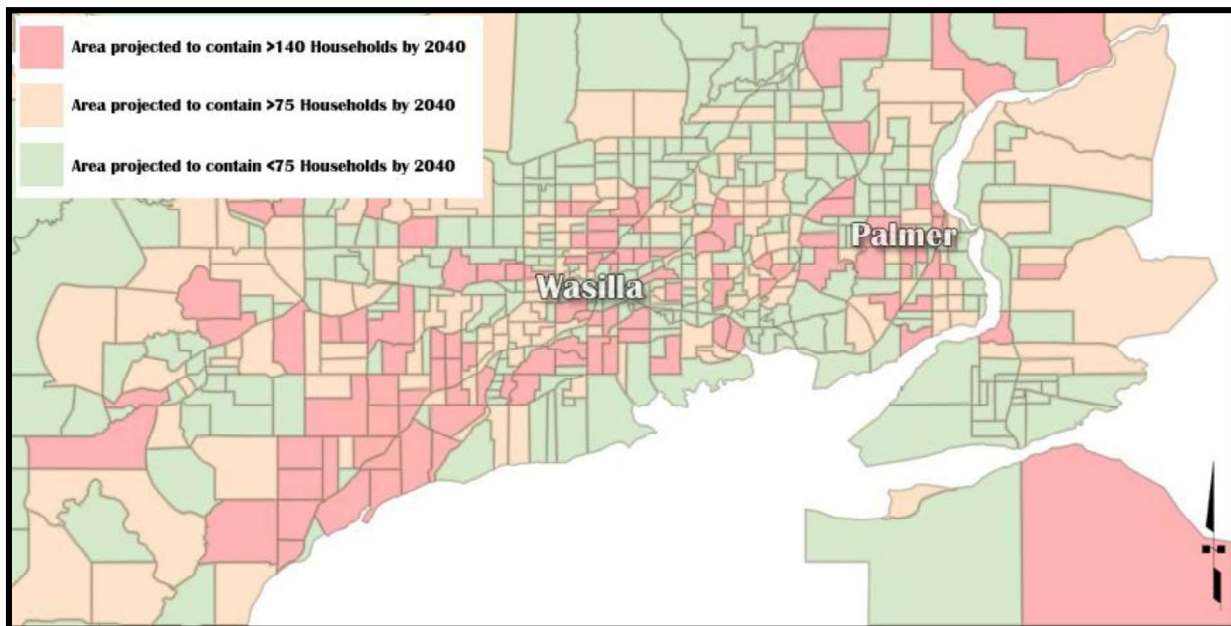 Area projected to contain >140 Households by 2040
Area projected to contain >75 Households by 2040
Area projected to contain <75 Households by 2040
Palmer
Wasilla